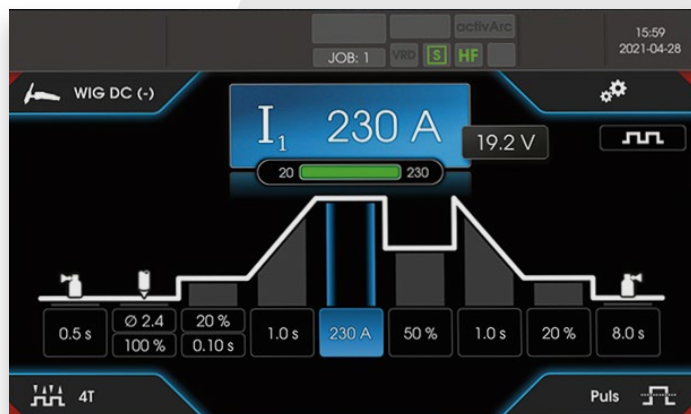 activArc
JOB: 1 VRD S HF
15:59
2021-04-28
WIG DC (-)
I1 230 A
19.2 V
20 230
0.5 s
Ø 2.4
100 %
20 %
0.10 s
1.0 s
230 A
50 %
1.0 s
20 %
8.0 s
4T
Puls